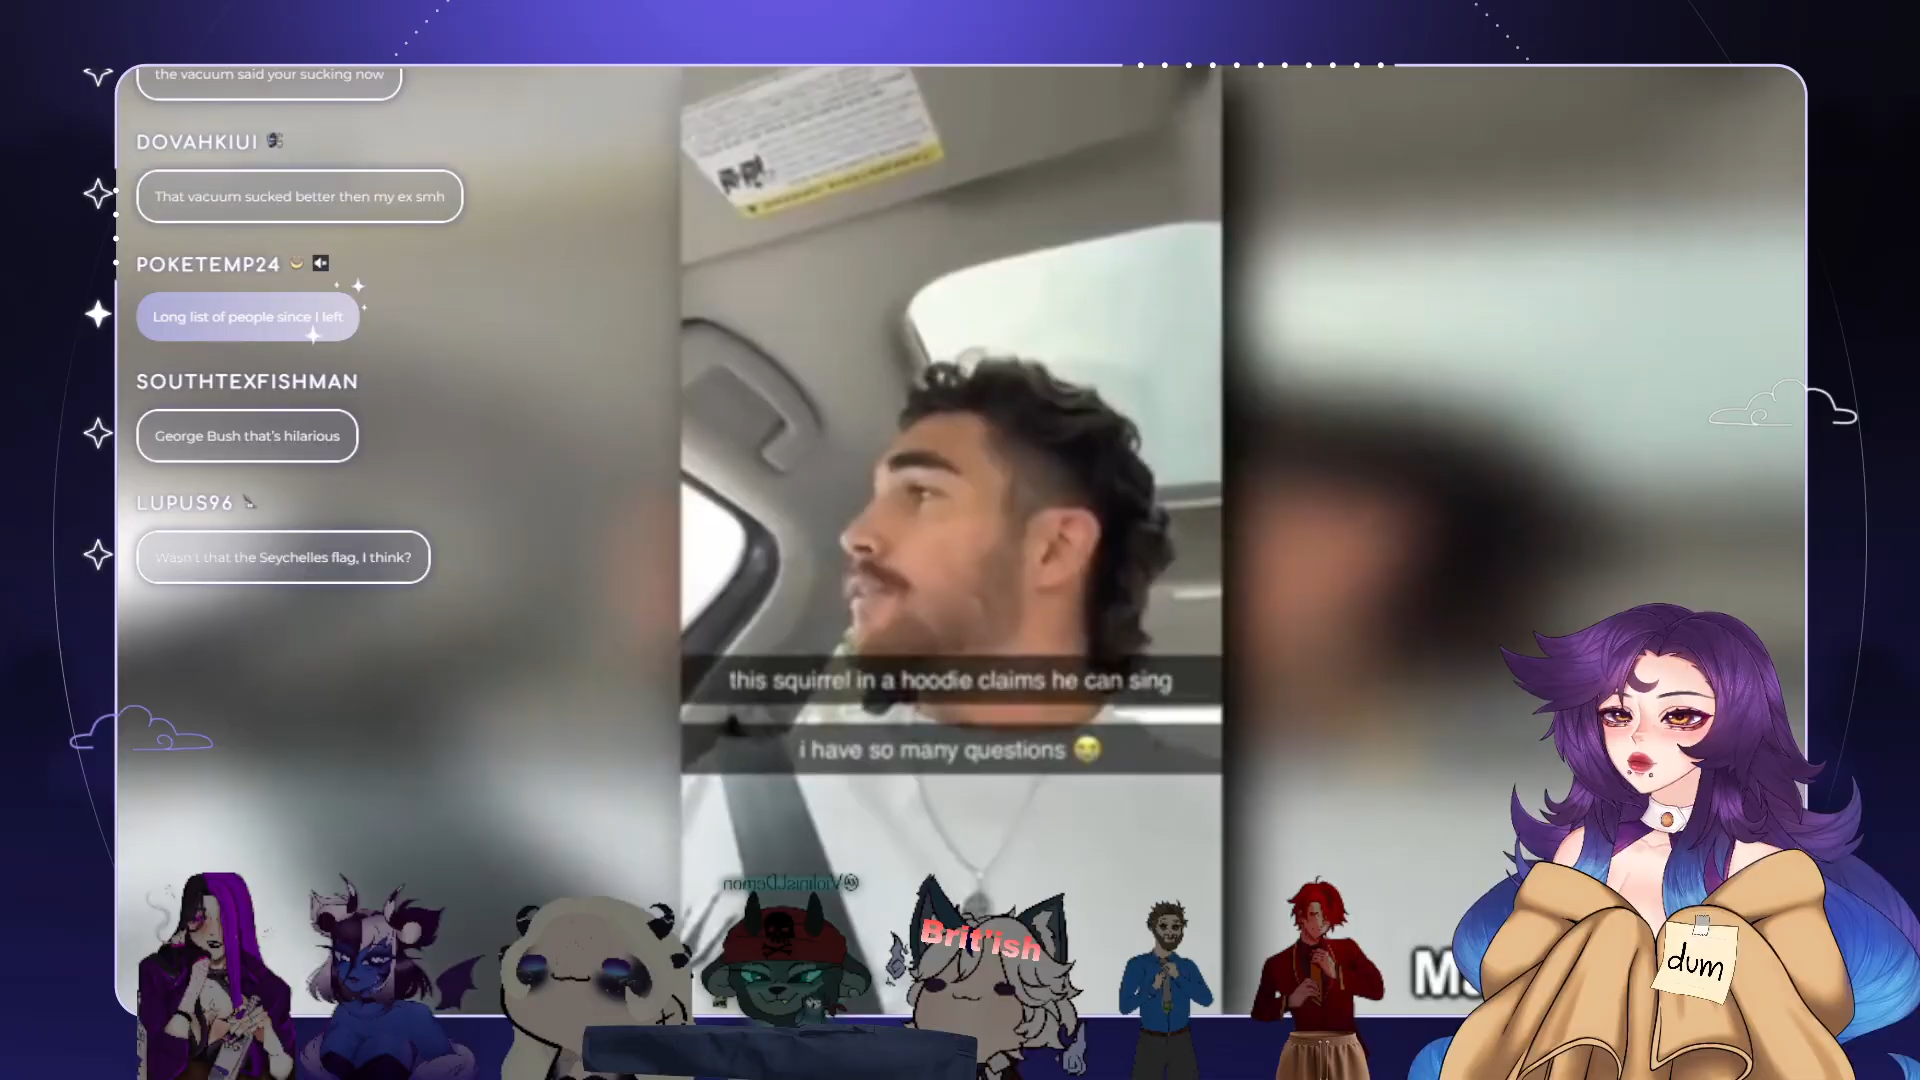 the vacuum said your sucking now
DOVAHKIUI
That vacuum sucked better then my ex smh
POKETEMP24
Long list of people since I left
SOUTHTEXFISHMAN
George Bush that's hilarious
LUPUS96
Wasn't that the Seychelles flag, I think?
this squirrel in a hoodie claims he can sing
i have so many questions 😂
@ViolinistDemon
Brit'ish
dum